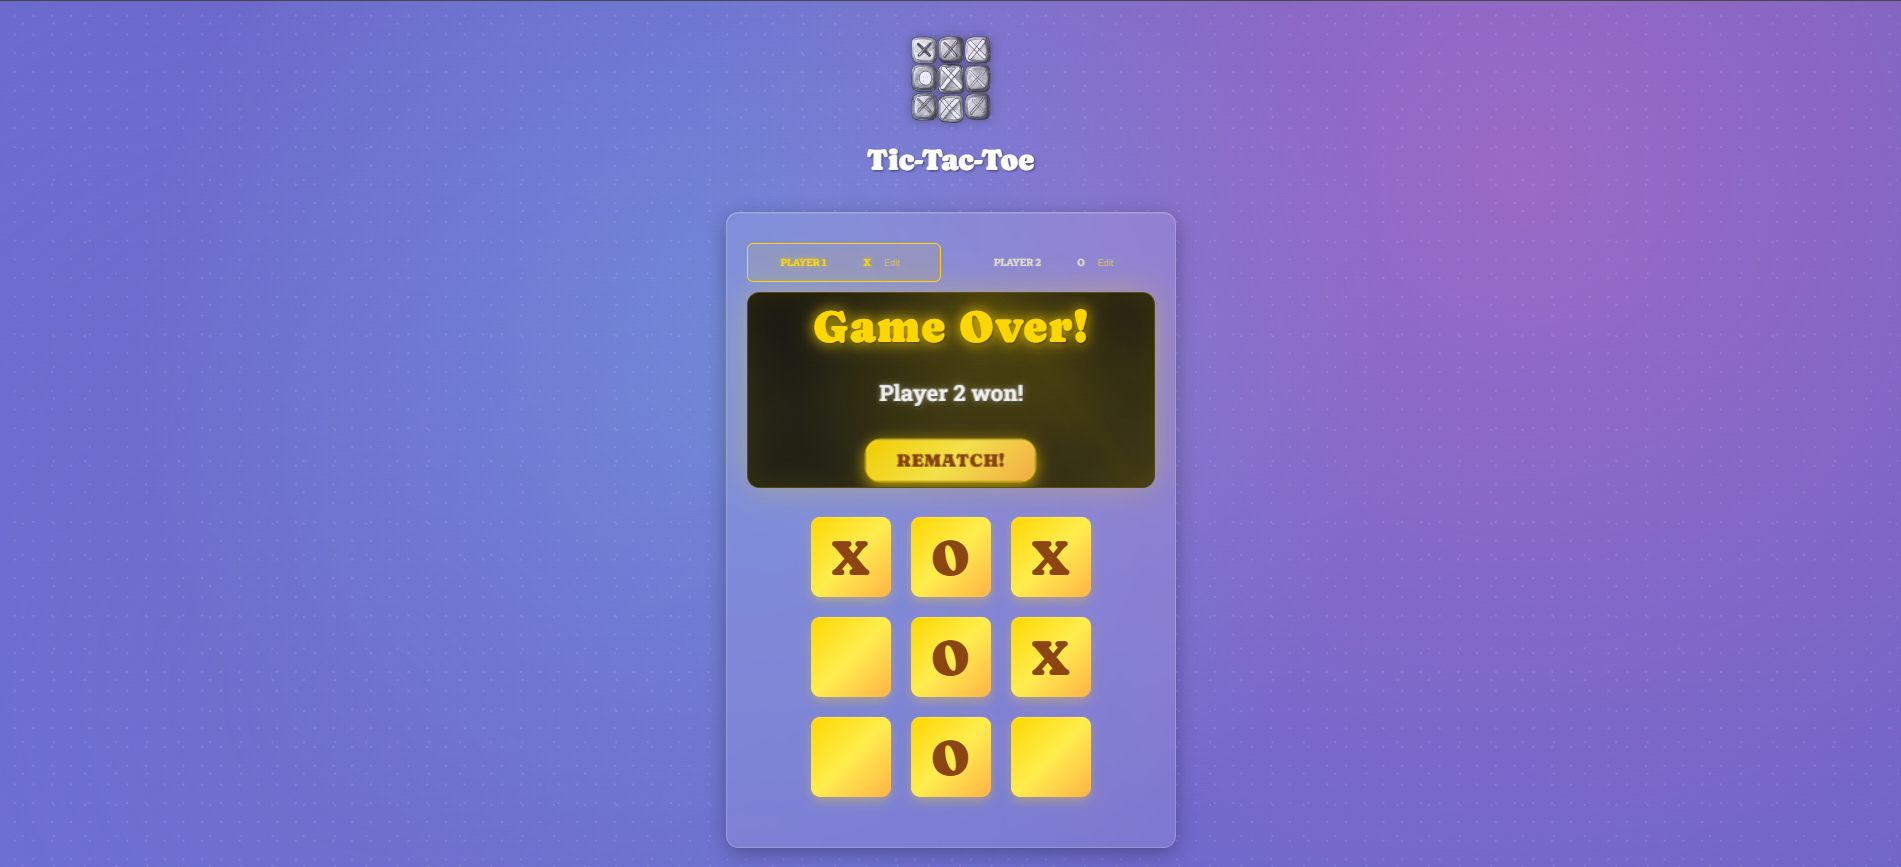 Tic-Tac-Toe
PLAYER 1 X Edit PLAYER 2 O Edit
Game Over!
Player 2 won!
REMATCH!
X O X
O X
O